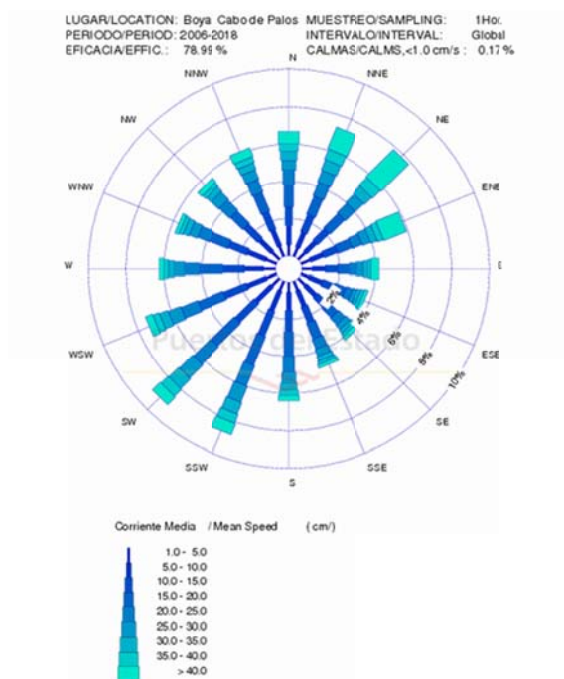 LUGAR/LOCATION: Boya Cabo de Palos MUESTREO/SAMPLING: 1Ho:
PERIODO/PERIOD: 2006-2018 INTERVALO/INTERVAL: Global
EFICACIA/EFFIC.: 78.99 % CALMAS/CALMS,<1.0 cm/s : 0.17 %
N
NNW NNE
NW NE
WNW ENE
W E
2%
4%
Puertos del Estado
6%
WSW 8% ESE
10%
SW SE
SSW SSE
S
Corriente Media / Mean Speed (cm/)
1.0 - 5.0
5.0 - 10.0
10.0 - 15.0
15.0 - 20.0
20.0 - 25.0
25.0 - 30.0
30.0 - 35.0
35.0 - 40.0
> 40.0